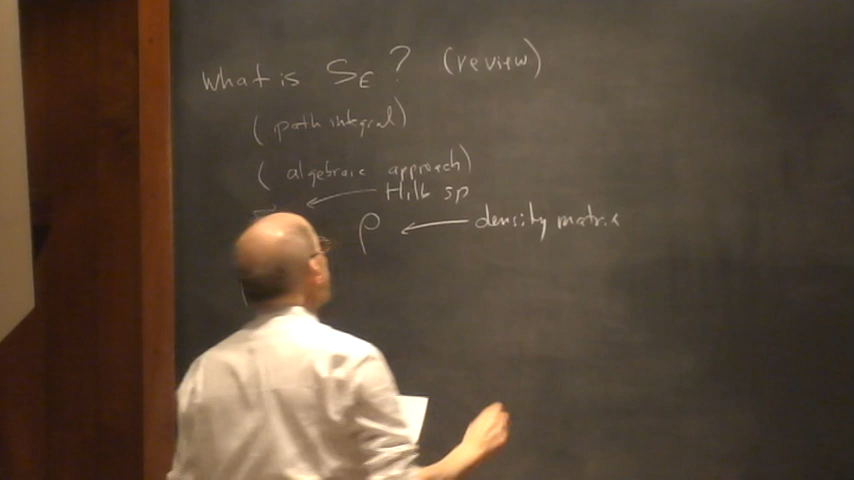 what is S_E? (review)
(path integral)
(algebraic approach)
← Hilb sp
ρ ← density matrix